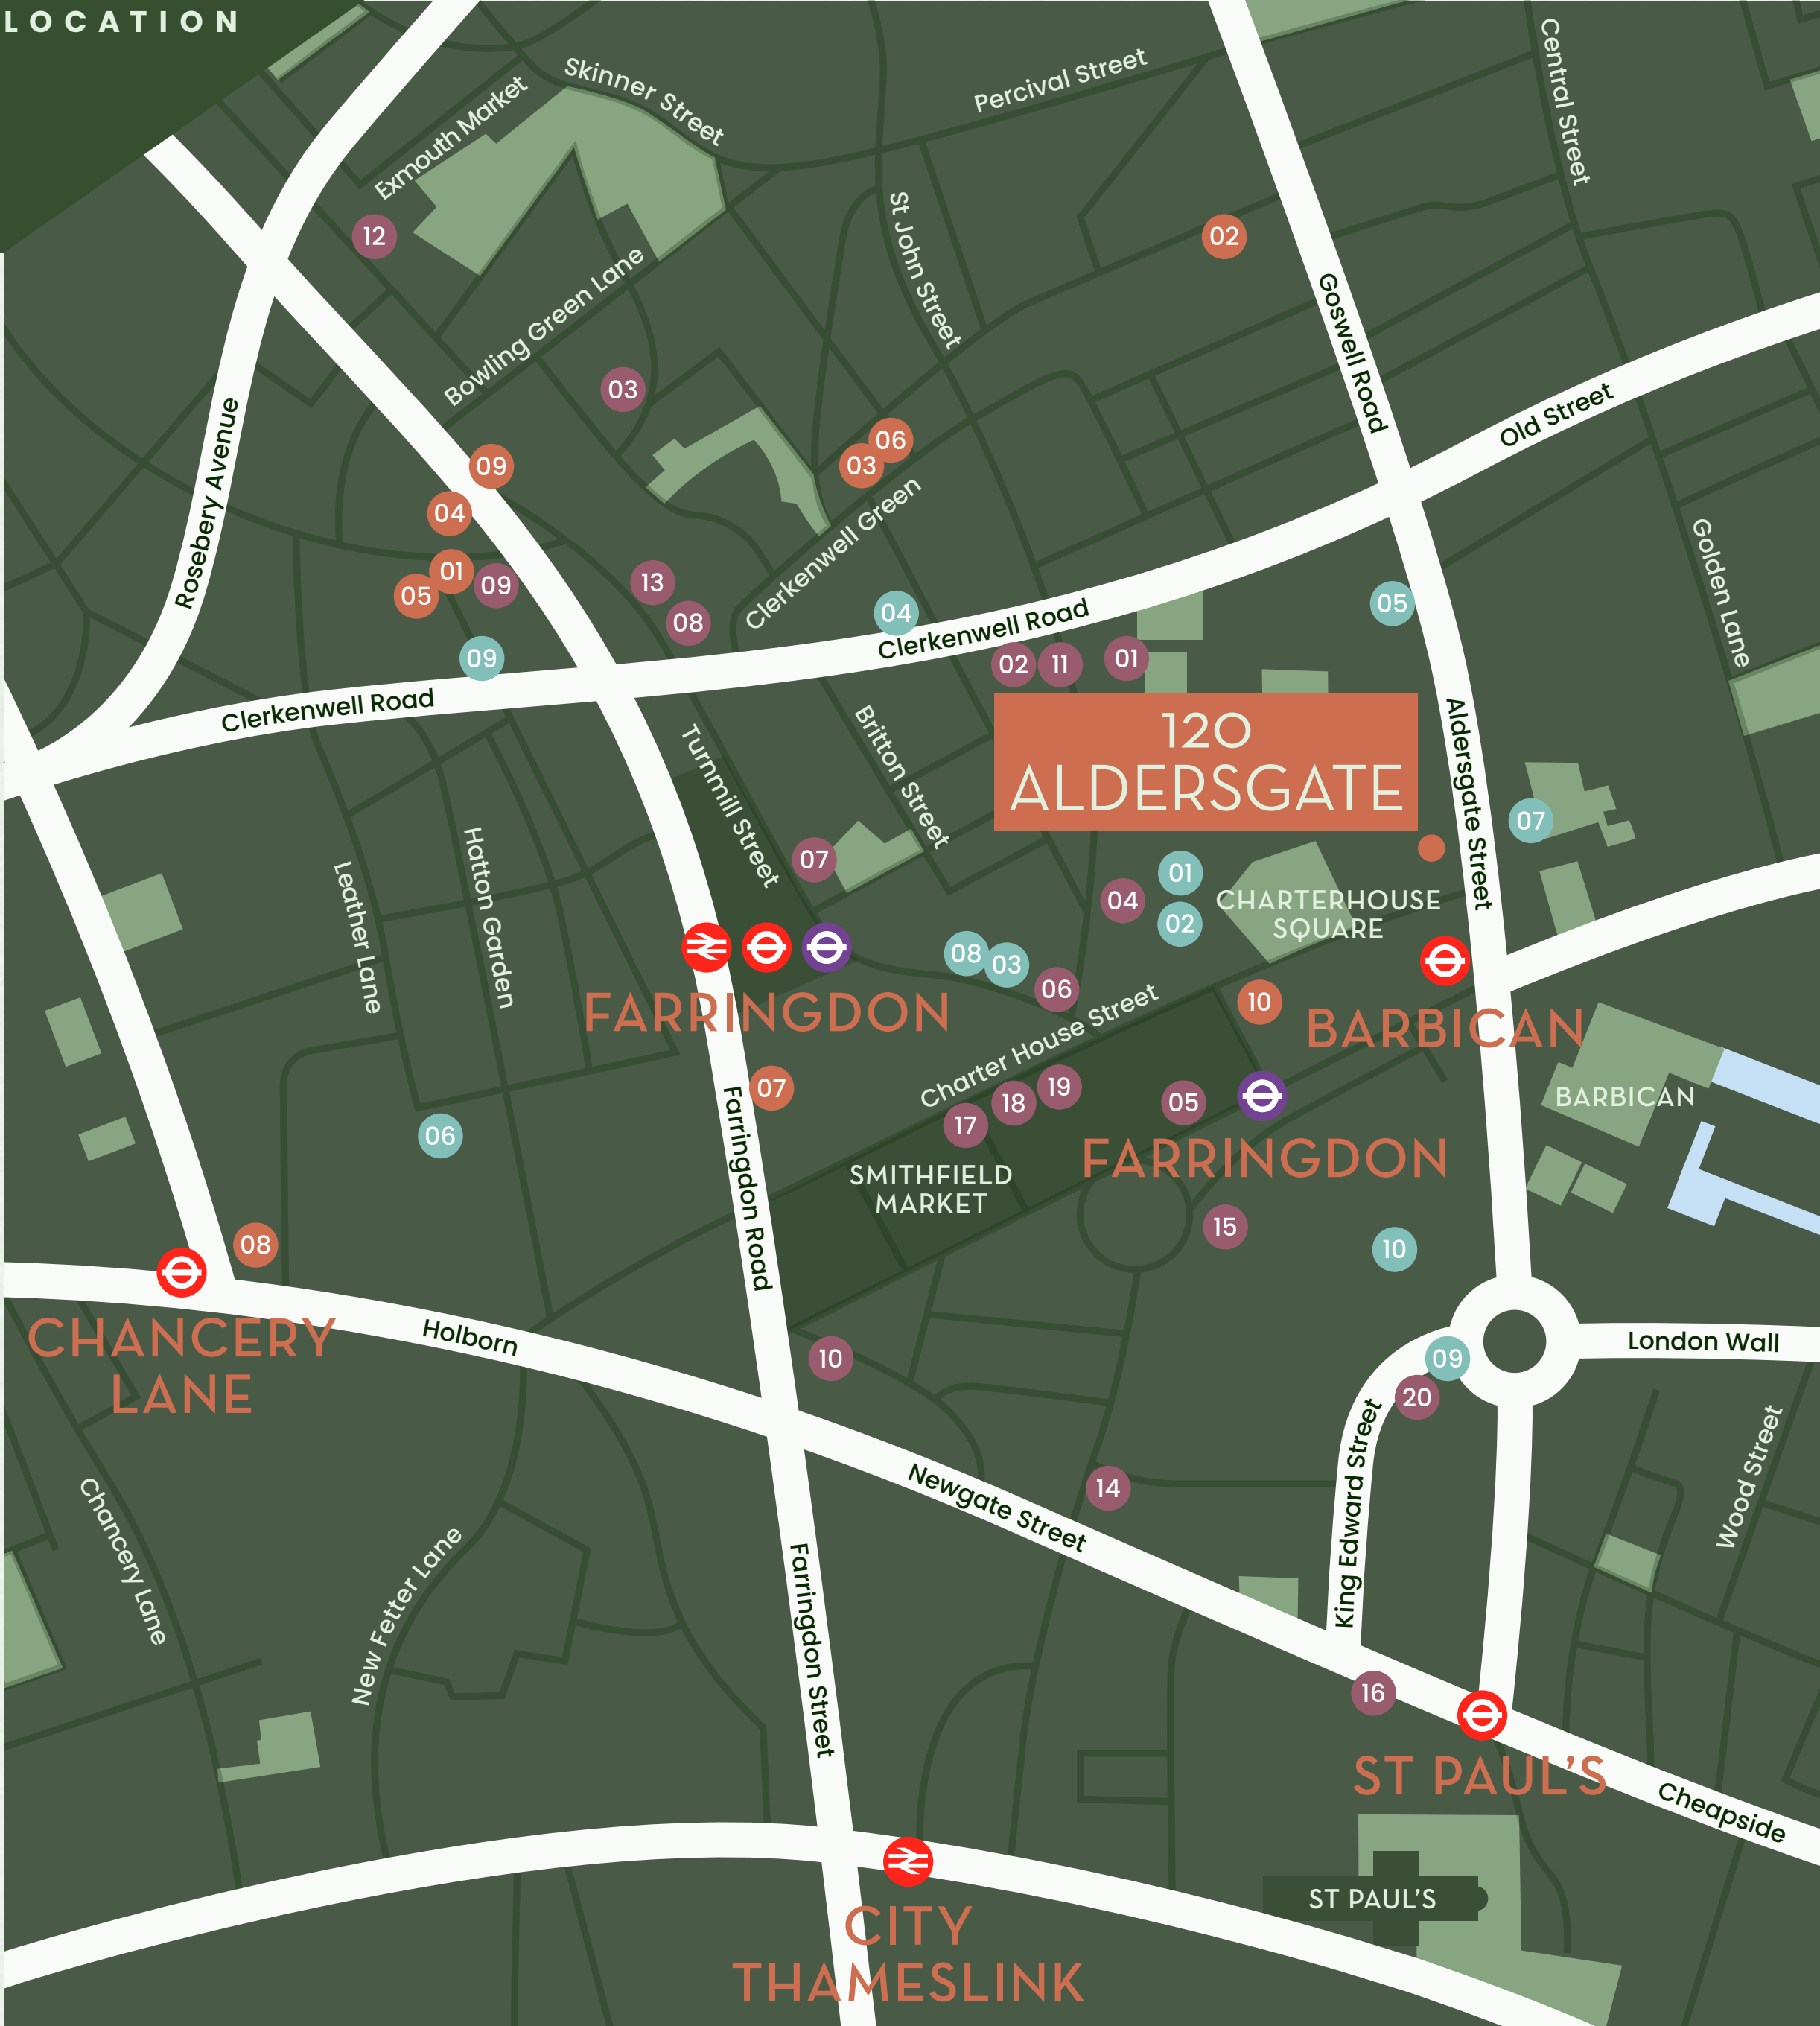 LOCATION
Skinner Street
Percival Street
Central Street
Exmouth Market
12
St John Street
02
Bowling Green Lane
Goswell Road
03
Old Street
Rosebery Avenue
06
03
09
04
Clerkenwell Green
01
05
09
13
08
04
05
Golden Lane
Clerkenwell Road
09
02
11
01
Clerkenwell Road
120
ALDERSGATE
Turnmill Street
Britton Street
Aldersgate Street
07
07
Leather Lane
Hatton Garden
01
04
02
CHARTERHOUSE
SQUARE
08
03
06
FARRINGDON
Charter House Street
10
BARBICAN
07
19
18
17
05
BARBICAN
06
Farringdon Road
FARRINGDON
SMITHFIELD
MARKET
15
10
08
CHANCERY
LANE
Holborn
10
09
London Wall
20
King Edward Street
Wood Street
Newgate Street
14
Chancery Lane
New Fetter Lane
Farringdon Street
16
ST PAUL'S
Cheapside
ST PAUL'S
CITY
THAMESLINK